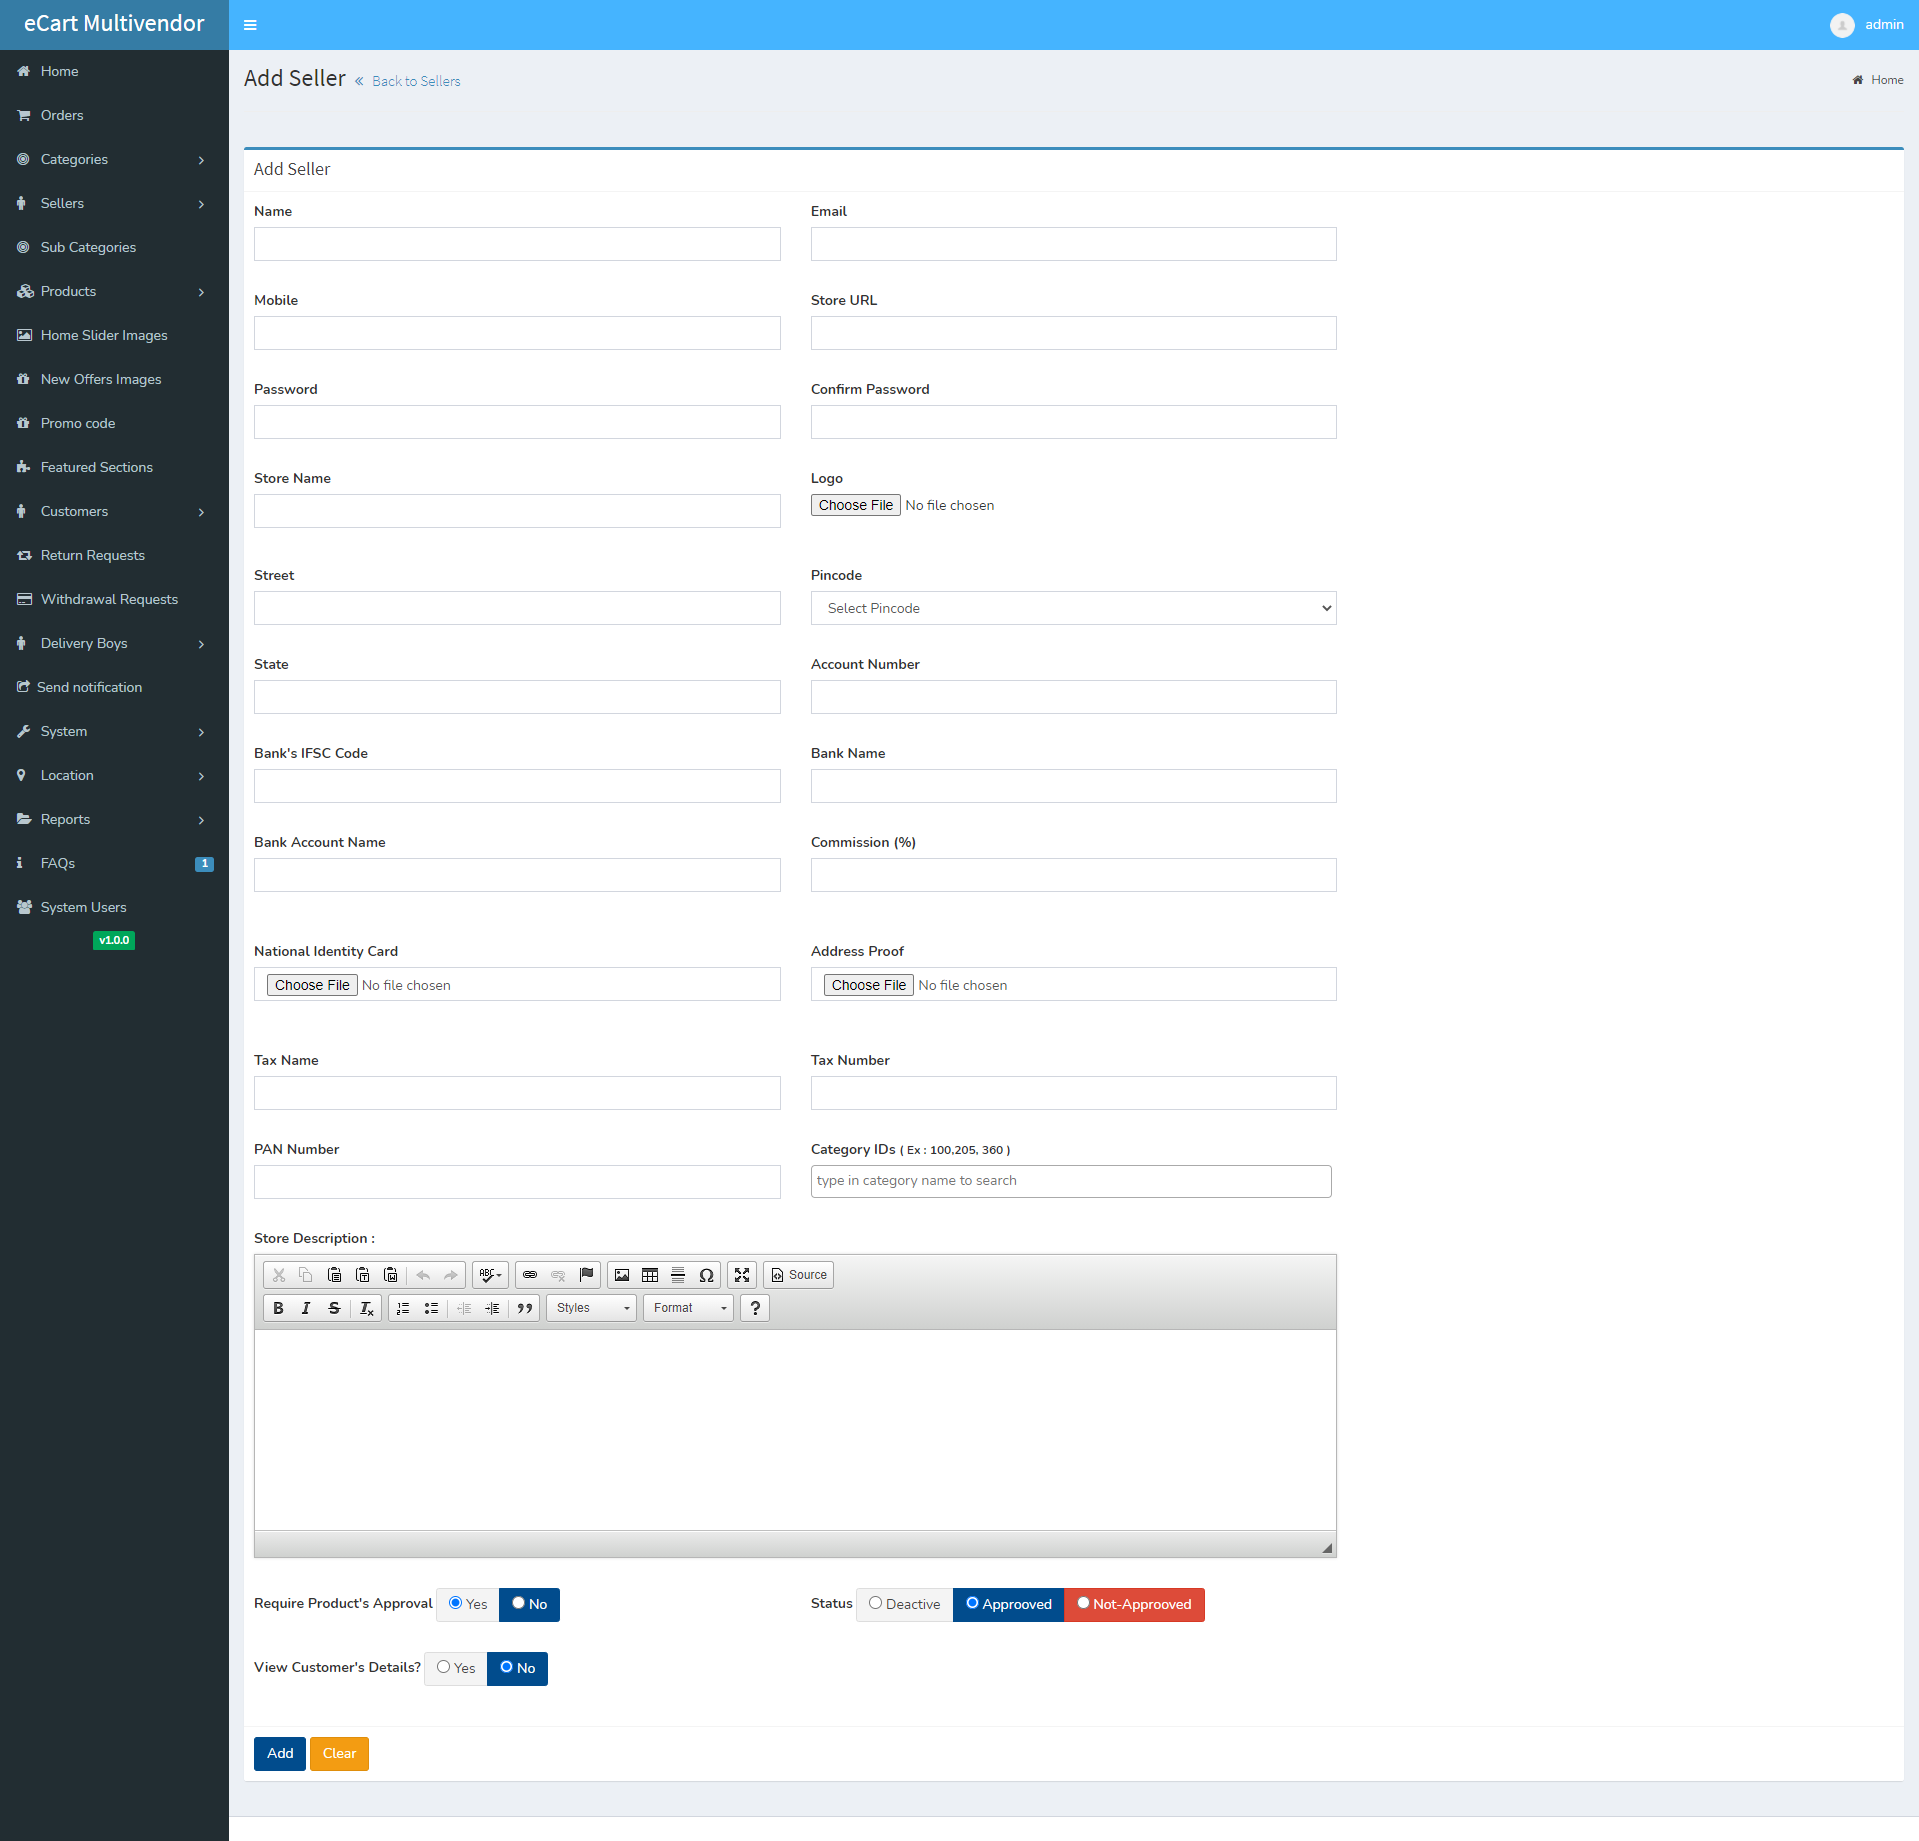 eCart Multivendor
admin
Home
Orders
Categories
Sellers
Sub Categories
Products
Home Slider Images
New Offers Images
Promo code
Featured Sections
Customers
Return Requests
Withdrawal Requests
Delivery Boys
Send notification
System
Location
Reports
FAQs 1
System Users
v1.0.0
Add Seller « Back to Sellers
Home
Add Seller
Name Email
Mobile Store URL
Password Confirm Password
Store Name Logo
Choose File No file chosen
Street Pincode
Select Pincode
State Account Number
Bank's IFSC Code Bank Name
Bank Account Name Commission (%)
National Identity Card Address Proof
Choose File No file chosen Choose File No file chosen
Tax Name Tax Number
PAN Number Category IDs ( Ex : 100,205, 360 )
type in category name to search
Store Description :
ABC Ω Source
B I S Tx Styles Format ?
Require Product's Approval Yes No Status Deactive Approoved Not-Approoved
View Customer's Details? Yes No
Add Clear